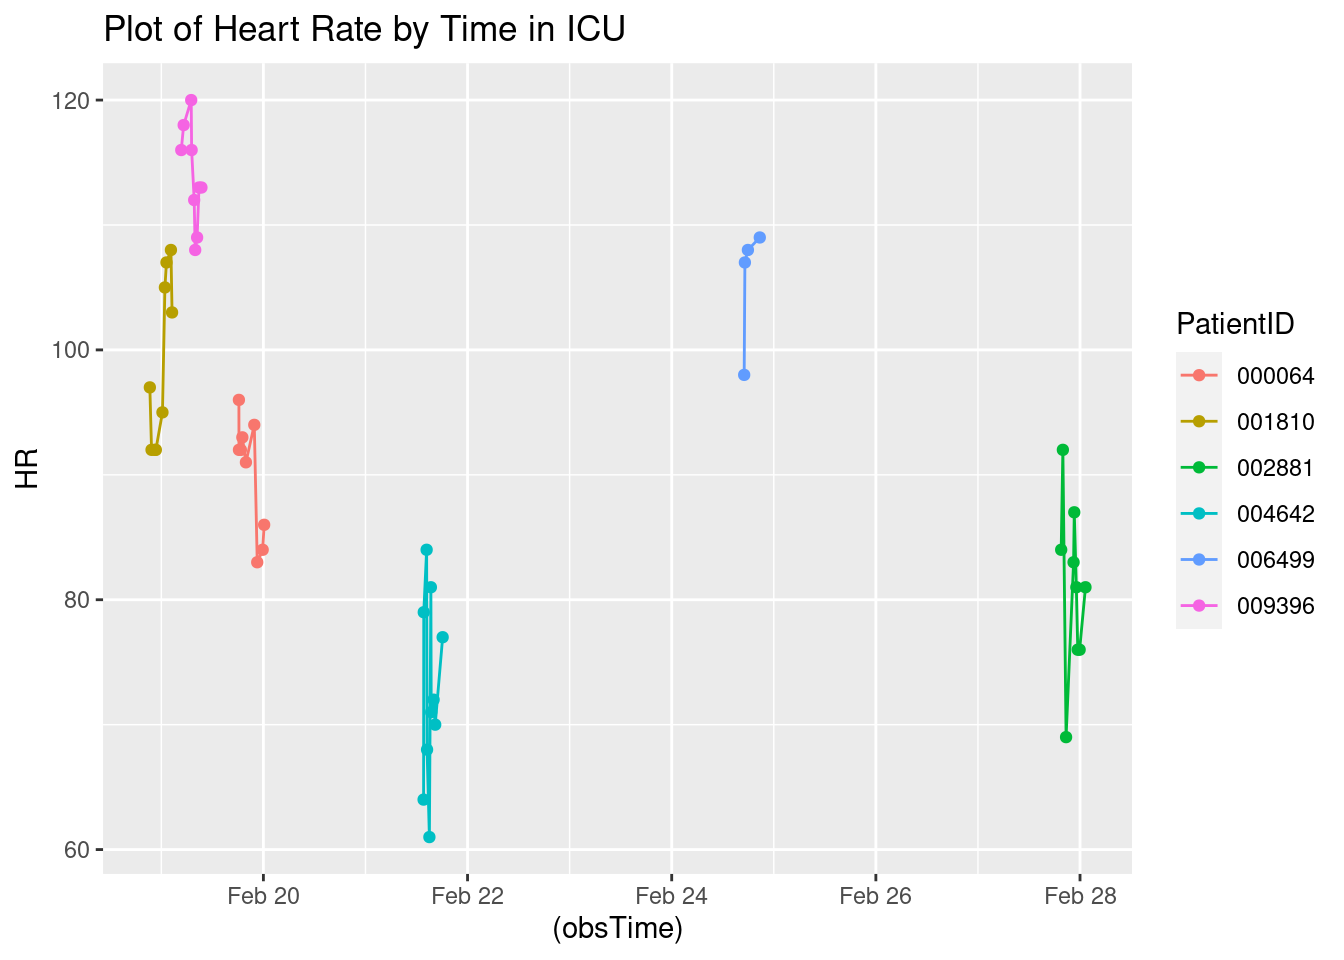 Plot of Heart Rate by Time in ICU
120
100
80
60
HR
Feb 20
Feb 22
Feb 24
Feb 26
Feb 28
(obsTime)
PatientID
000064
001810
002881
004642
006499
009396